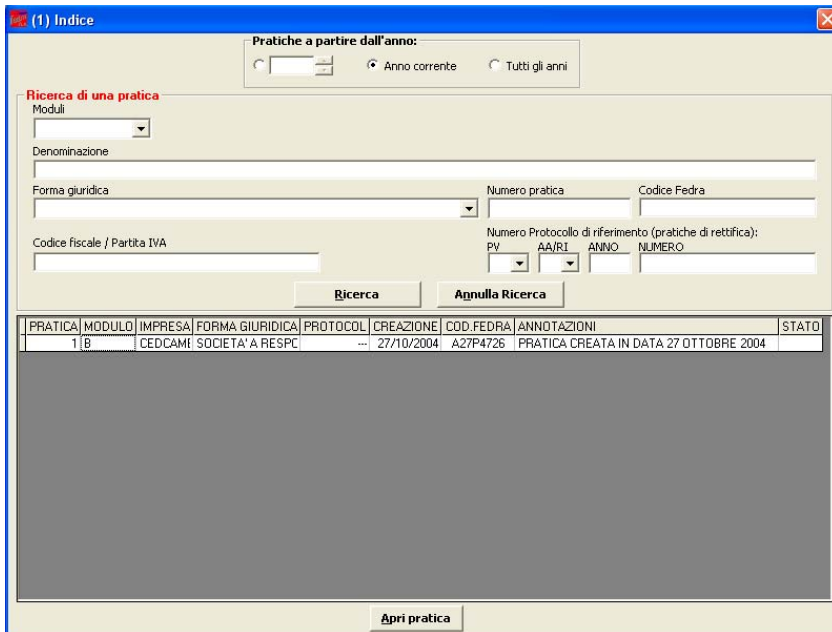 (1) Indice
Pratiche a partire dall'anno:
Anno corrente
Tutti gli anni
Ricerca di una pratica
Moduli
Denominazione
Forma giuridica
Numero pratica
Codice Fedra
Codice fiscale / Partita IVA
Numero Protocollo di riferimento (pratiche di rettifica):
PV AA/RI ANNO NUMERO
Ricerca
Annulla Ricerca
PRATICA MODULO IMPRESA FORMA GIURIDICA PROTOCOL CREAZIONE COD.FEDRA ANNOTAZIONI STATO
1 B CEDCAME SOCIETA' A RESPC --- 27/10/2004 A27P4726 PRATICA CREATA IN DATA 27 OTTOBRE 2004
Apri pratica